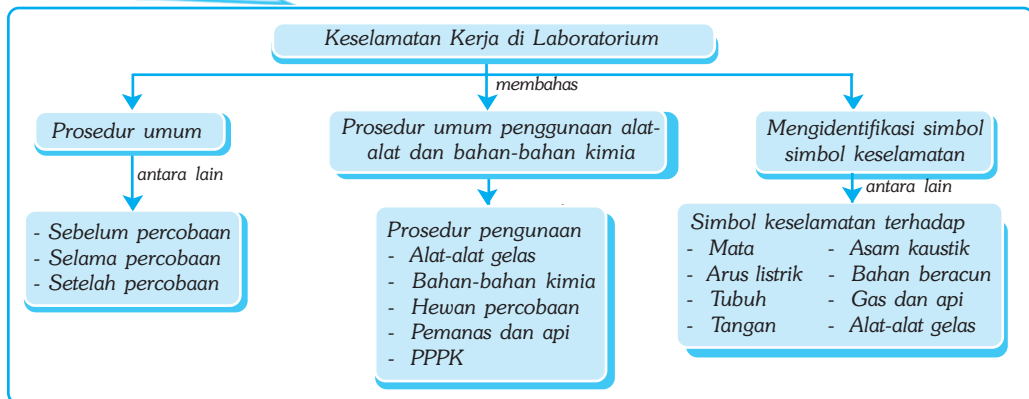 Keselamatan Kerja di Laboratorium
membahas
Prosedur umum
antara lain
- Sebelum percobaan
- Selama percobaan
- Setelah percobaan
Prosedur umum penggunaan alat-
alat dan bahan-bahan kimia
Prosedur pengunaan
- Alat-alat gelas
- Bahan-bahan kimia
- Hewan percobaan
- Pemanas dan api
- PPPK
Mengidentifikasi simbol
simbol keselamatan
antara lain
Simbol keselamatan terhadap
- Mata
- Arus listrik
- Tubuh
- Tangan
- Asam kaustik
- Bahan beracun
- Gas dan api
- Alat-alat gelas